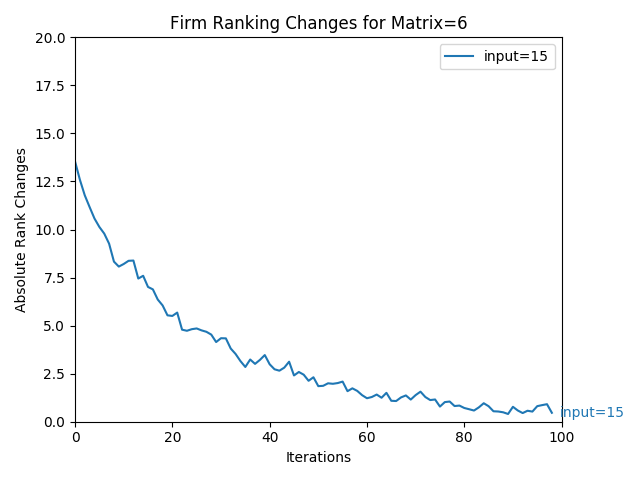 Firm Ranking Changes for Matrix=6
input=15
Absolute Rank Changes
20.0
17.5
15.0
12.5
10.0
7.5
5.0
2.5
0.0
0 20 40 60 80 100
input=15
Iterations